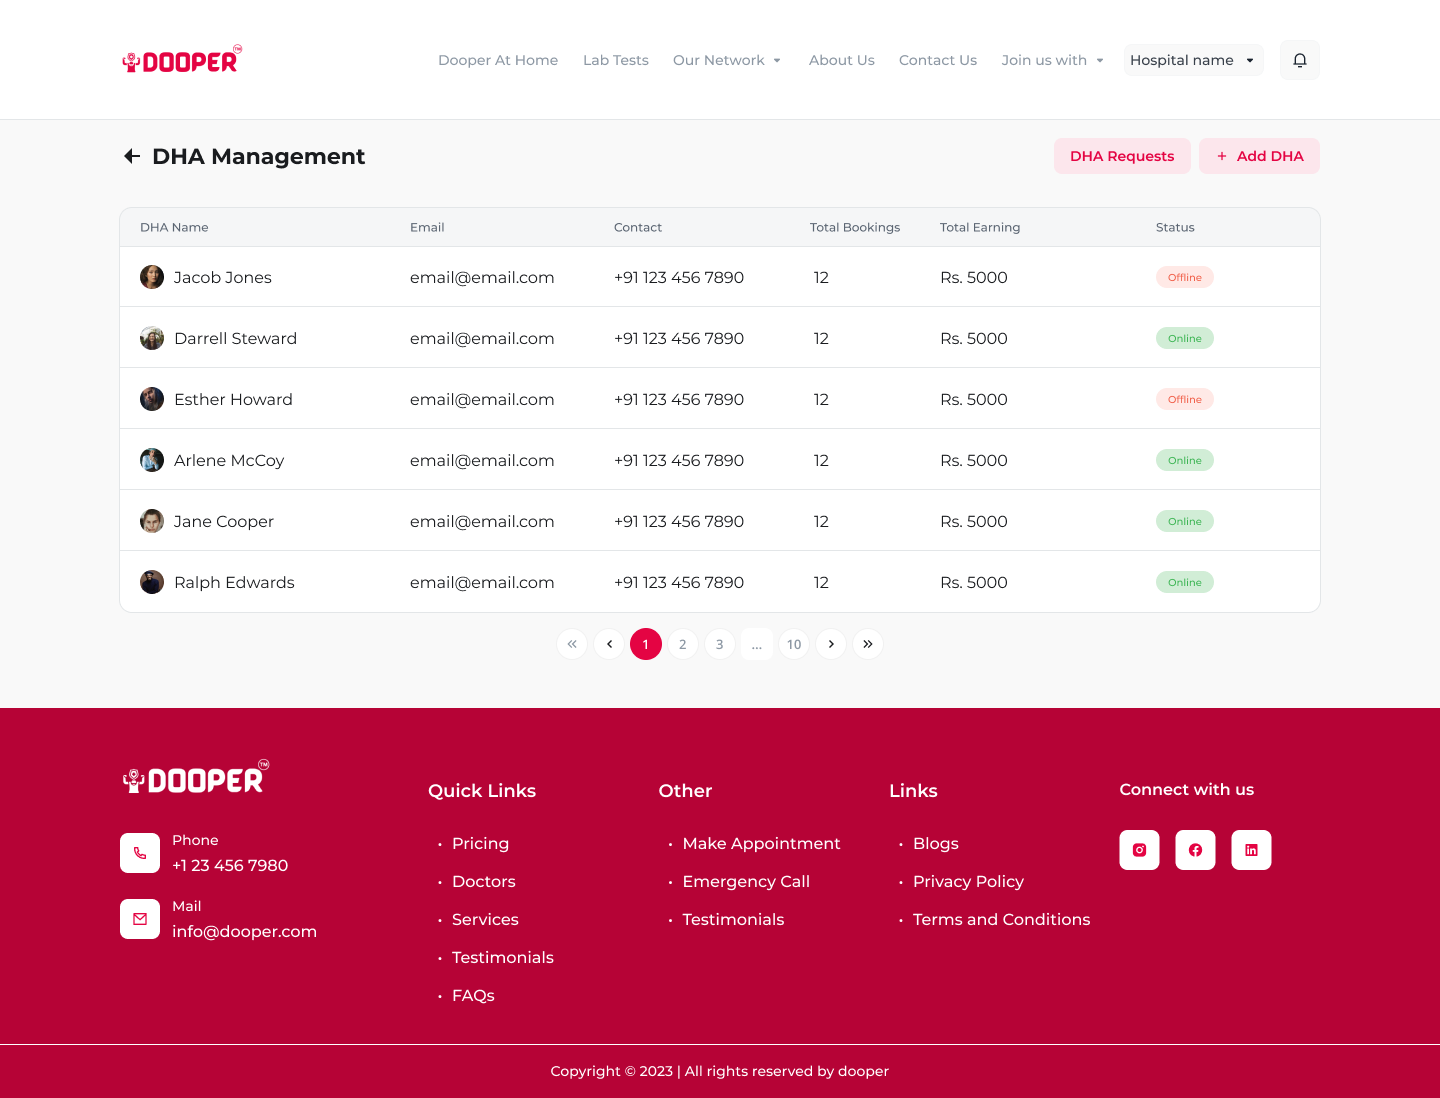 DOOPER TM
Dooper At Home Lab Tests Our Network About Us Contact Us Join us with Hospital name
DHA Management DHA Requests + Add DHA
DHA Name Email Contact Total Bookings Total Earning Status
Jacob Jones email@email.com +91 123 456 7890 12 Rs. 5000 Offline
Darrell Steward email@email.com +91 123 456 7890 12 Rs. 5000 Online
Esther Howard email@email.com +91 123 456 7890 12 Rs. 5000 Offline
Arlene McCoy email@email.com +91 123 456 7890 12 Rs. 5000 Online
Jane Cooper email@email.com +91 123 456 7890 12 Rs. 5000 Online
Ralph Edwards email@email.com +91 123 456 7890 12 Rs. 5000 Online
« ‹ 1 2 3 ... 10 › »
DOOPER TM
Phone
+1 23 456 7980
Mail
info@dooper.com
Quick Links
• Pricing
• Doctors
• Services
• Testimonials
• FAQs
Other
• Make Appointment
• Emergency Call
• Testimonials
Links
• Blogs
• Privacy Policy
• Terms and Conditions
Connect with us
Copyright © 2023 | All rights reserved by dooper